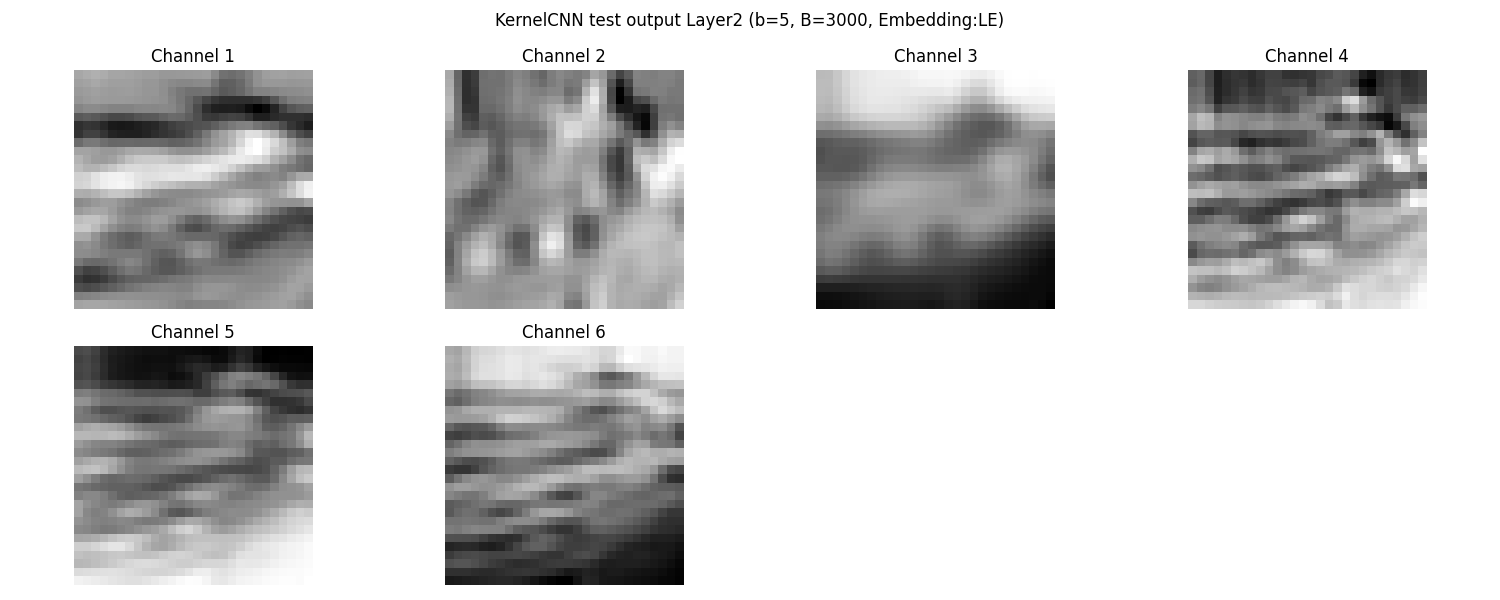 KernelCNN test output Layer2 (b=5, B=3000, Embedding:LE)
Channel 1
Channel 2
Channel 3
Channel 4
Channel 5
Channel 6